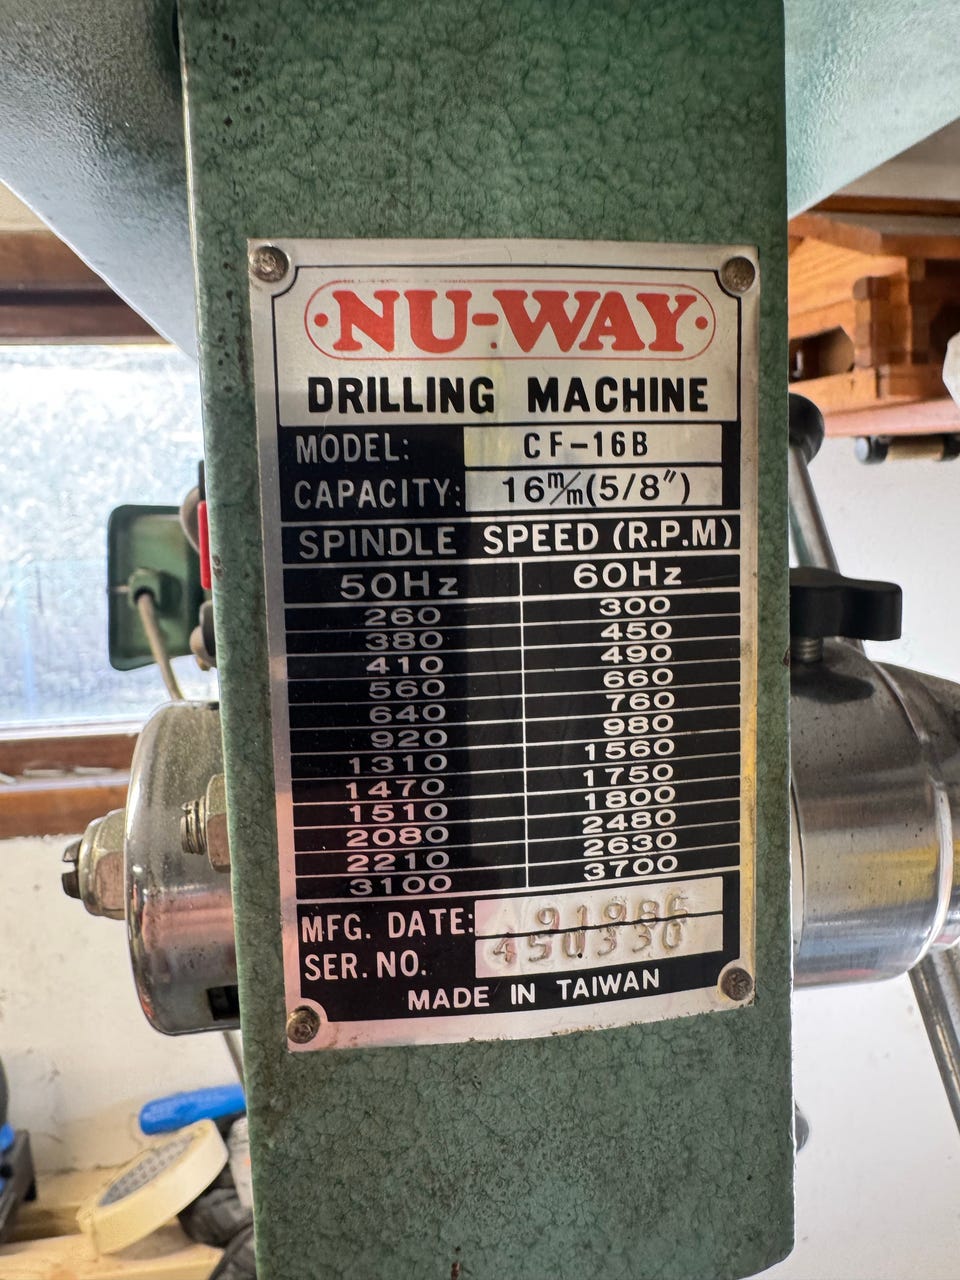 ·NU-WAY·
DRILLING MACHINE
MODEL: CF-16B
CAPACITY: 16m/m(5/8")
SPINDLE SPEED (R.P.M)
50Hz 60Hz
260 300
380 450
410 490
560 660
640 760
920 980
1310 1560
1470 1750
1510 1800
2080 2480
2210 2630
3100 3700
MFG. DATE: 91986
SER. NO. 450330
MADE IN TAIWAN